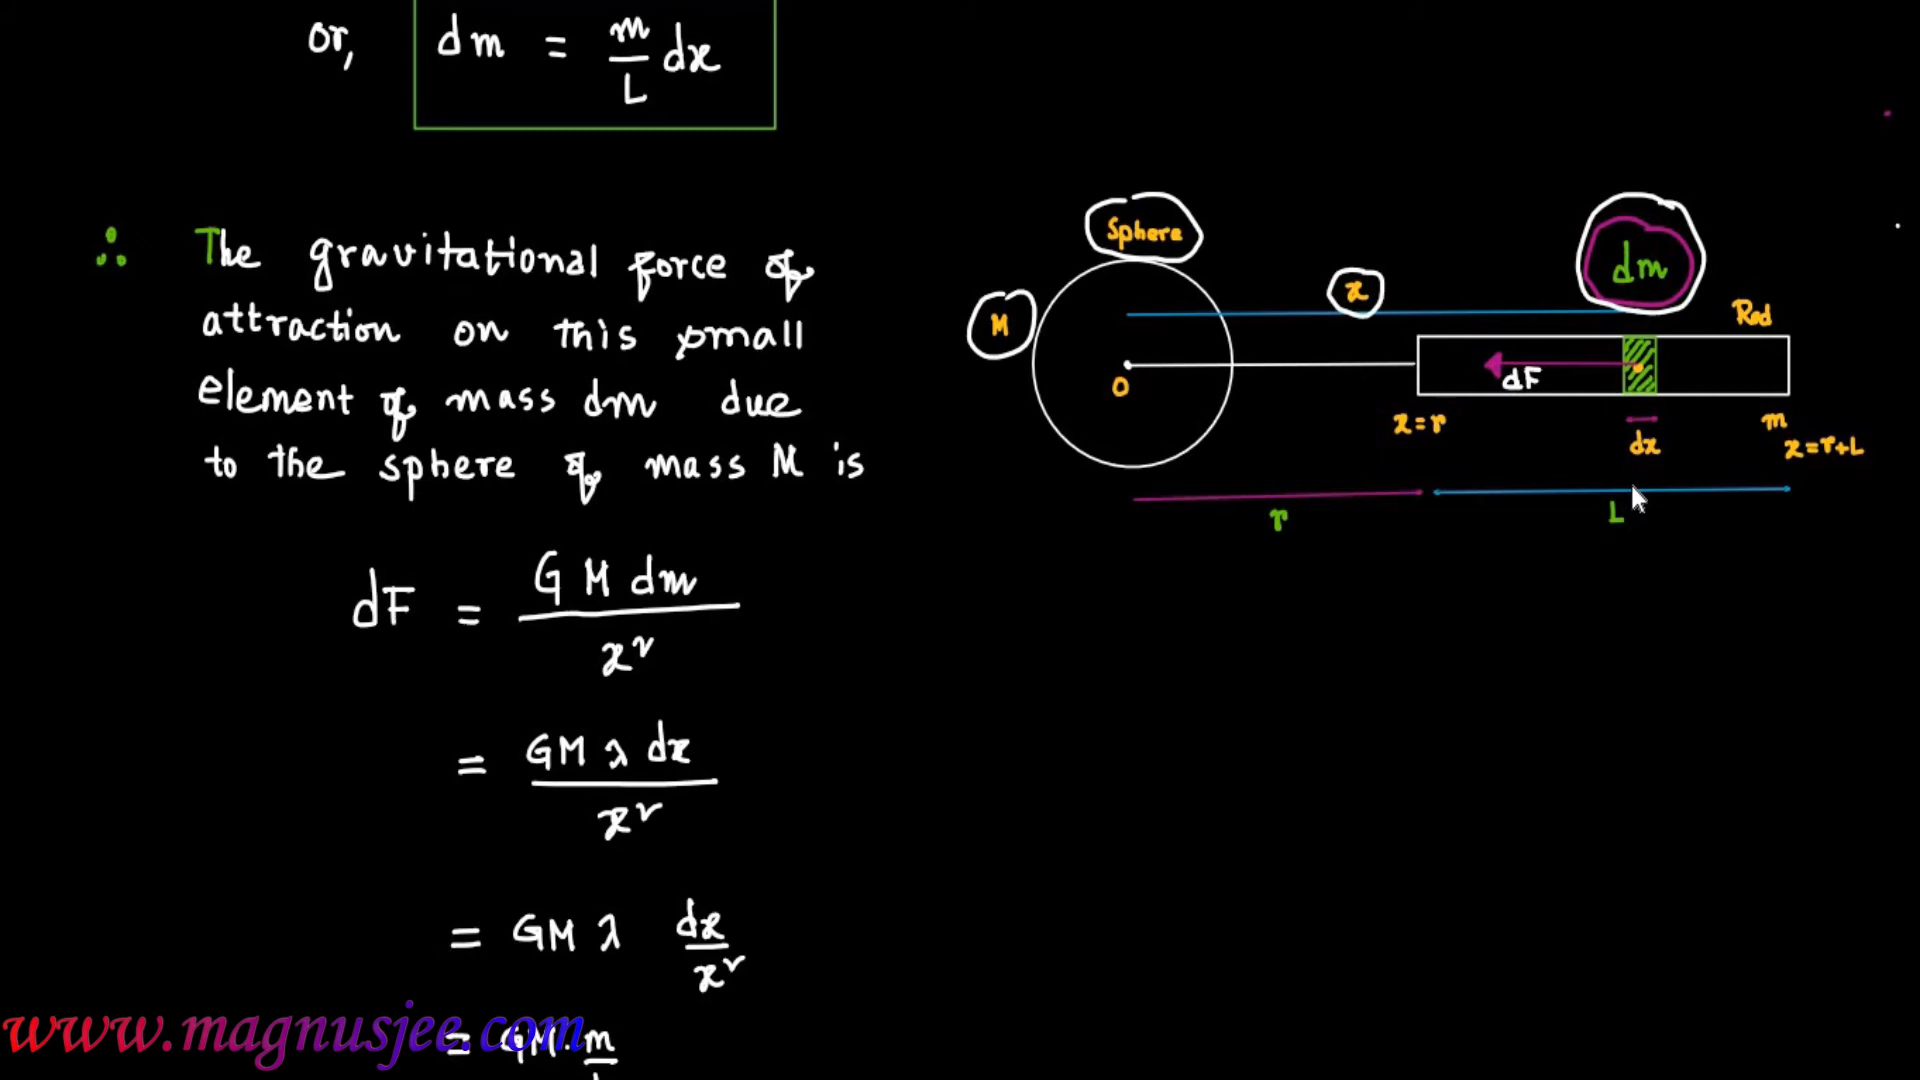 or, dm = m/L dx
∴ The gravitational force of
attraction on this small
element of mass dm due
to the sphere of mass M is
dF = G M dm / x²
= GM λ dx / x²
= GM λ dx / x²
= GM. m
www.magnusjee.com
Sphere
dm
x
M
Rod
O
dF
x=r
dx
m
x=r+L
r
L